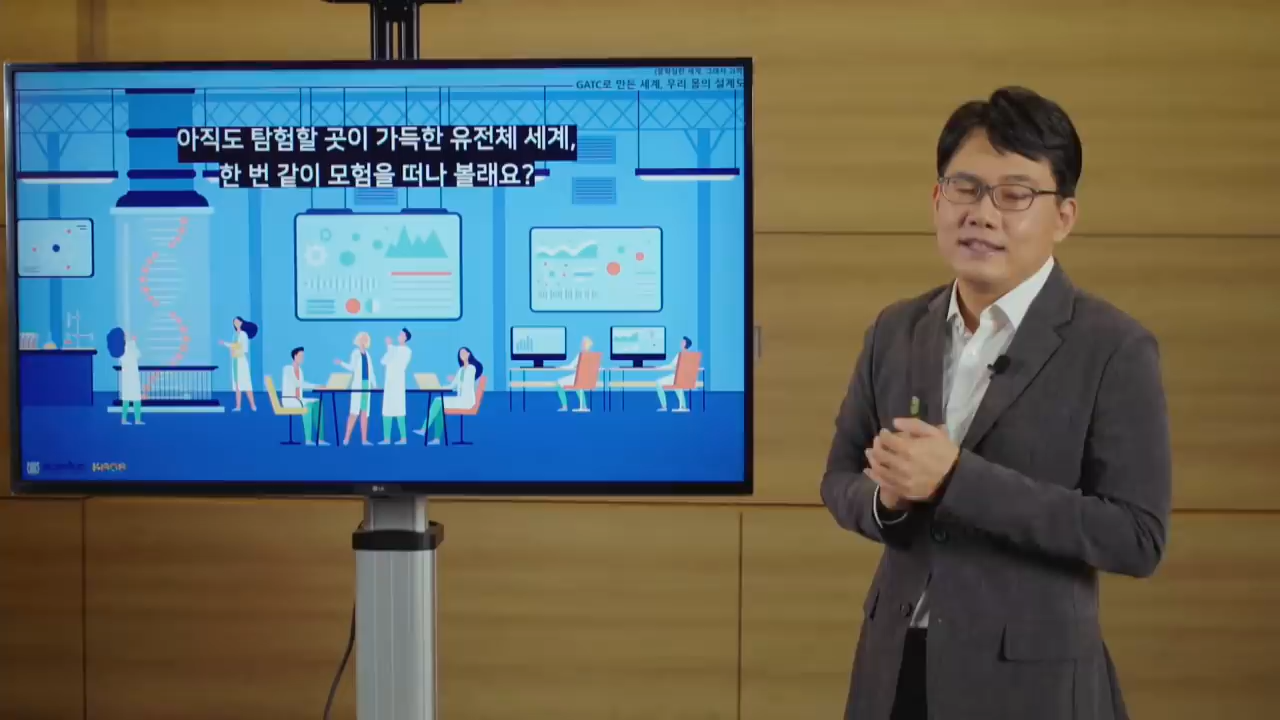 GATC로 만든 세계, 우리 몸의 설계도
아직도 탐험할 곳이 가득한 유전체 세계,
한 번 같이 모험을 떠나 볼래요?
LG